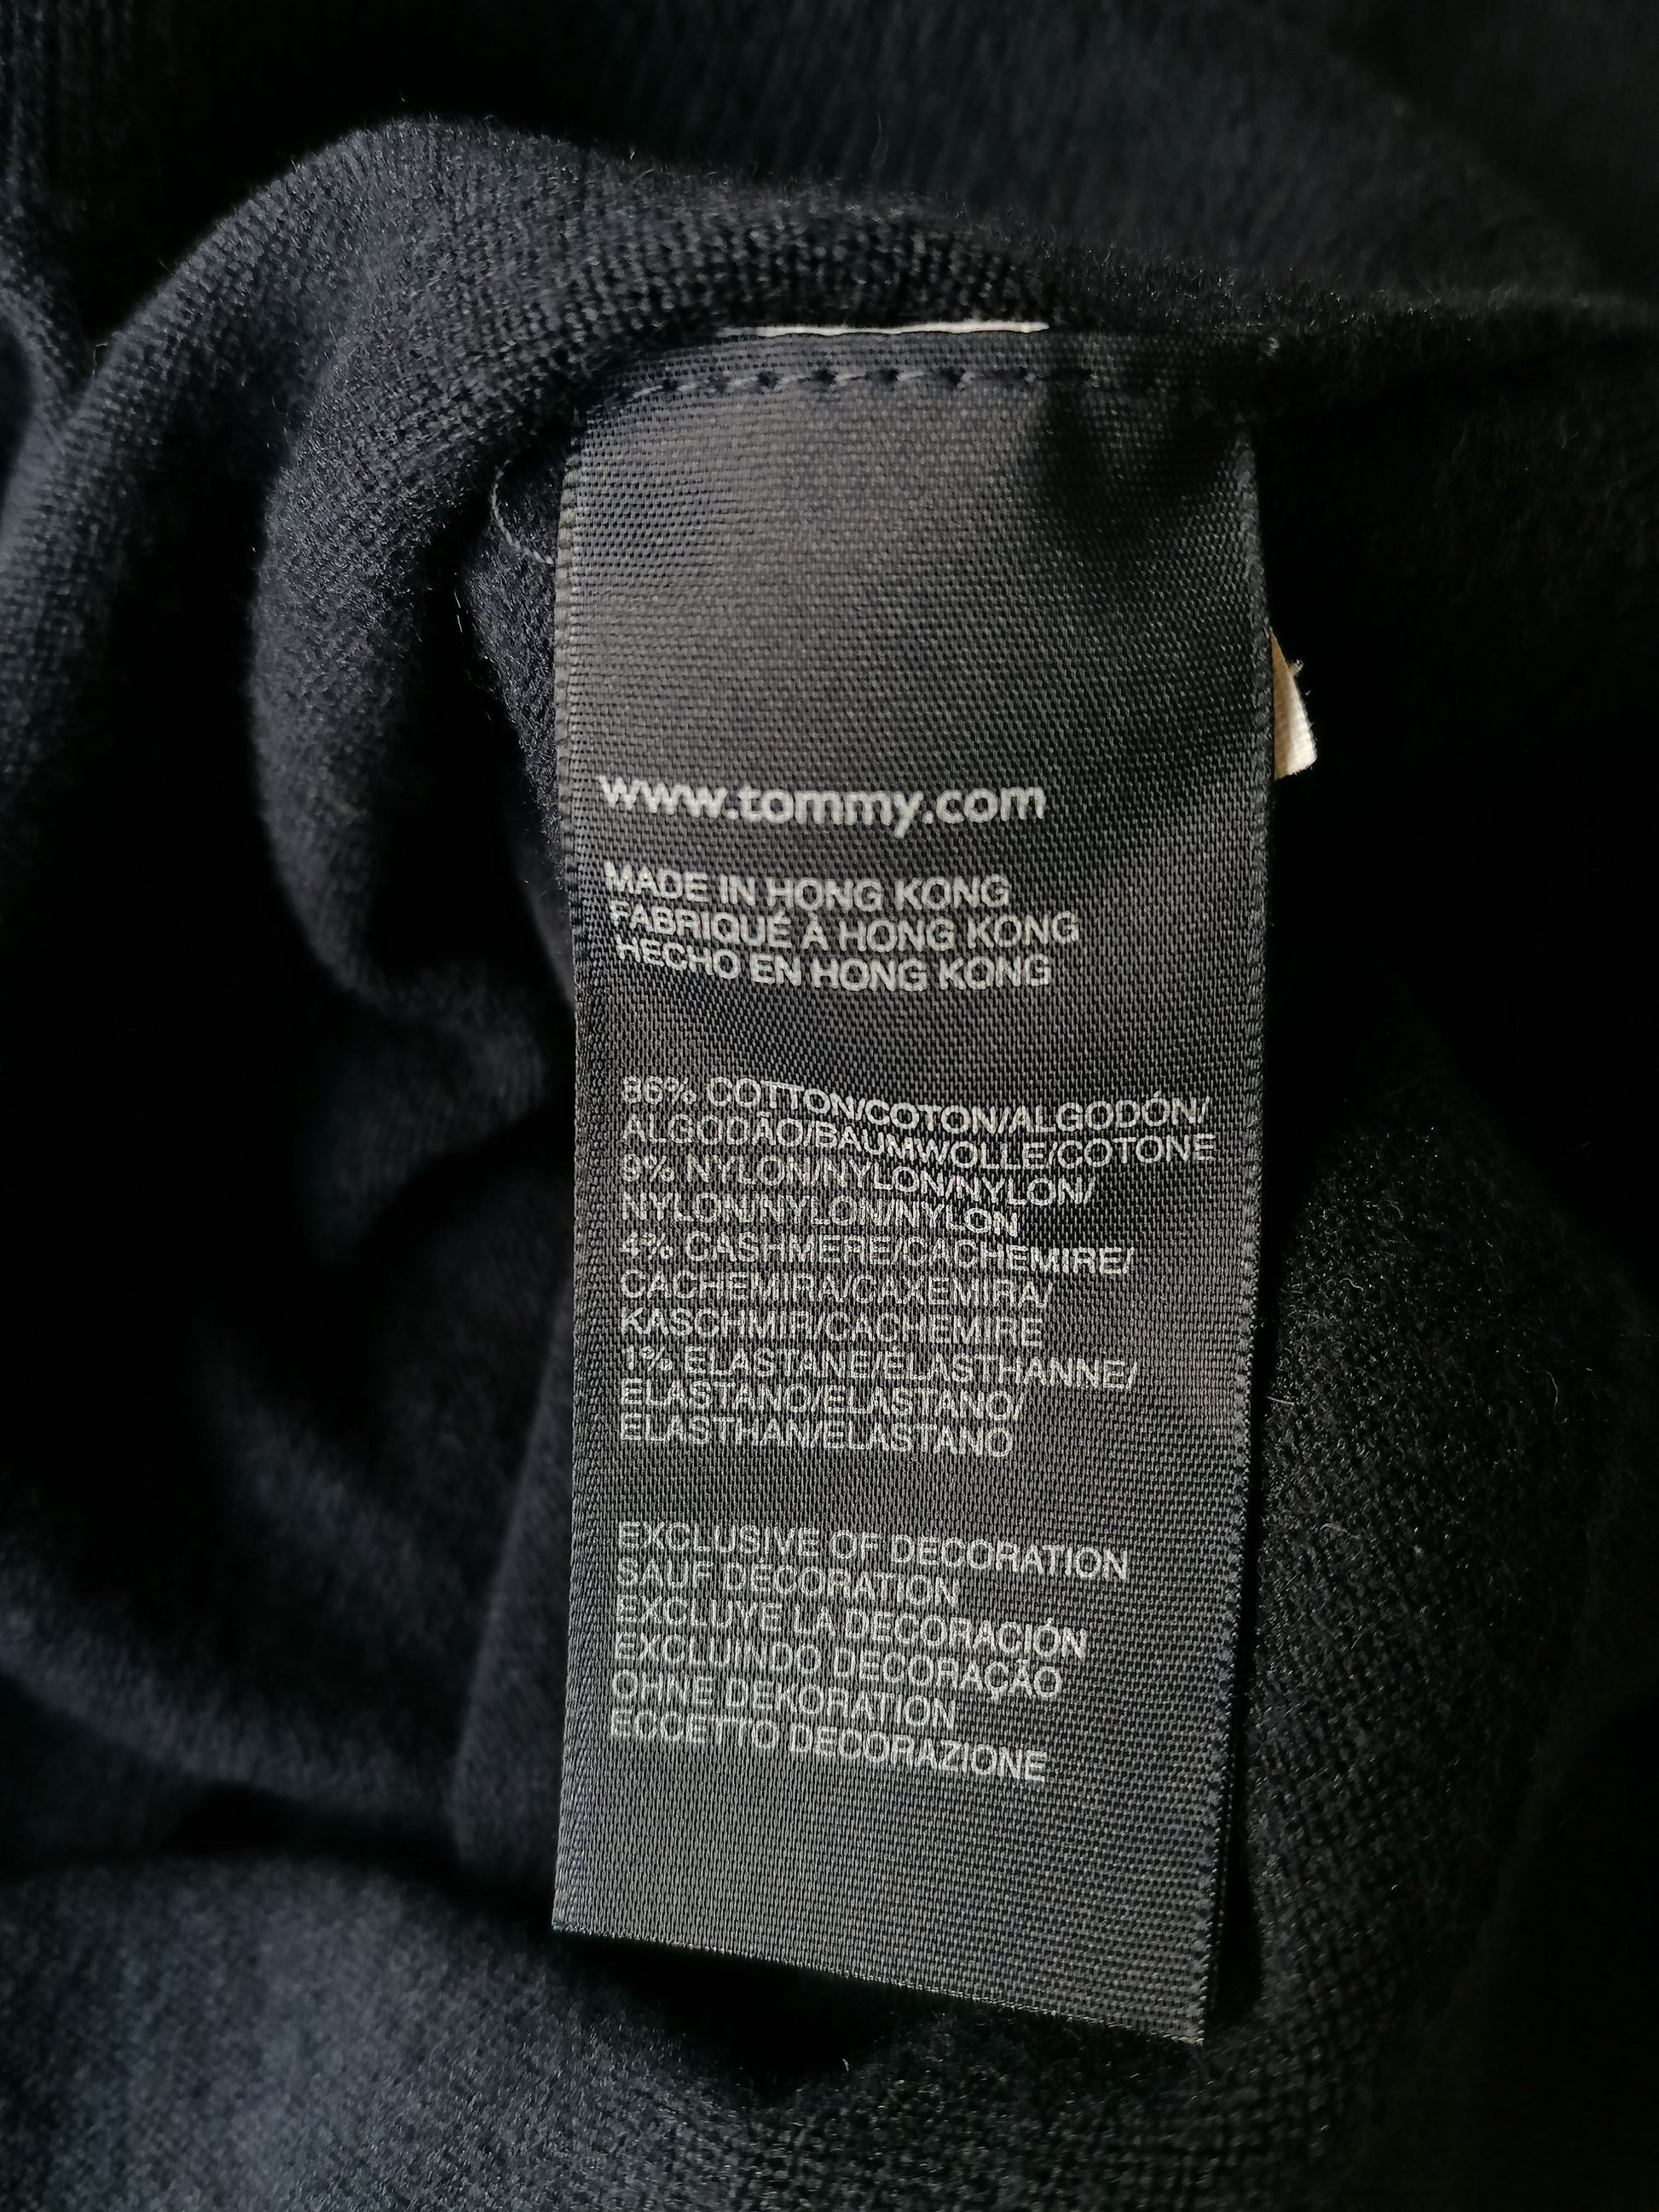 www.tommy.com
MADE IN HONG KONG
FABRIQUÉ À HONG KONG
HECHO EN HONG KONG
86% COTTON/COTON/ALGODÓN/
ALGODÃO/BAUMWOLLE/COTONE
9% NYLON/NYLON/NYLON/
NYLON/NYLON/NYLON
4% CASHMERE/CACHEMIRE/
CACHEMIRA/CAXEMIRA/
KASCHMIR/CACHEMIRE
1% ELASTANE/ÉLASTHANNE/
ELASTANO/ELASTANO/
ELASTHAN/ELASTANO
EXCLUSIVE OF DECORATION
SAUF DÉCORATION
EXCLUYE LA DECORACIÓN
EXCLUINDO DECORAÇÃO
OHNE DEKORATION
ECCETTO DECORAZIONE